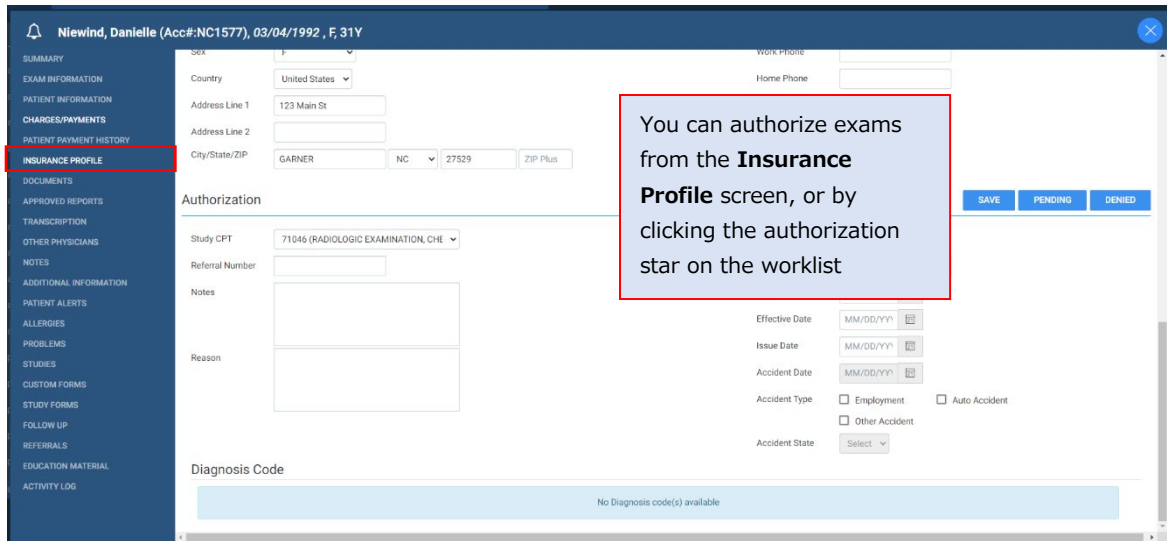 Niewind, Danielle (Acc#:NC1577), 03/04/1992 , F, 31Y
SUMMARY
EXAM INFORMATION
PATIENT INFORMATION
CHARGES/PAYMENTS
PATIENT PAYMENT HISTORY
INSURANCE PROFILE
DOCUMENTS
APPROVED REPORTS
TRANSCRIPTION
OTHER PHYSICIANS
NOTES
ADDITIONAL INFORMATION
PATIENT ALERTS
ALLERGIES
PROBLEMS
STUDIES
CUSTOM FORMS
STUDY FORMS
FOLLOW UP
REFERRALS
EDUCATION MATERIAL
ACTIVITY LOG
Sex F
Country United States
Address Line 1 123 Main St
Address Line 2
City/State/ZIP GARNER NC 27529 ZIP Plus
Work Phone
Home Phone
You can authorize exams
from the Insurance
Profile screen, or by
clicking the authorization
star on the worklist
Authorization SAVE PENDING DENIED
Study CPT 71046 (RADIOLOGIC EXAMINATION, CHE
Referral Number
Notes
Reason
Effective Date MM/DD/YY
Issue Date MM/DD/YY
Accident Date MM/DD/YY
Accident Type Employment Auto Accident
Other Accident
Accident State Select
Diagnosis Code
No Diagnosis code(s) available